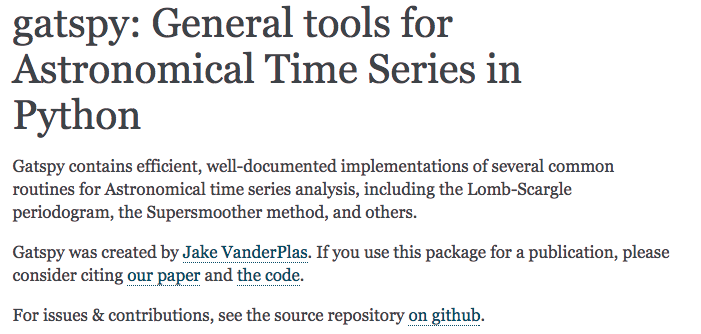 gatspy: General tools for
Astronomical Time Series in
Python
Gatspy contains efficient, well-documented implementations of several common
routines for Astronomical time series analysis, including the Lomb-Scargle
periodogram, the Supersmoother method, and others.
Gatspy was created by Jake VanderPlas. If you use this package for a publication, please
consider citing our paper and the code.
For issues & contributions, see the source repository on github.